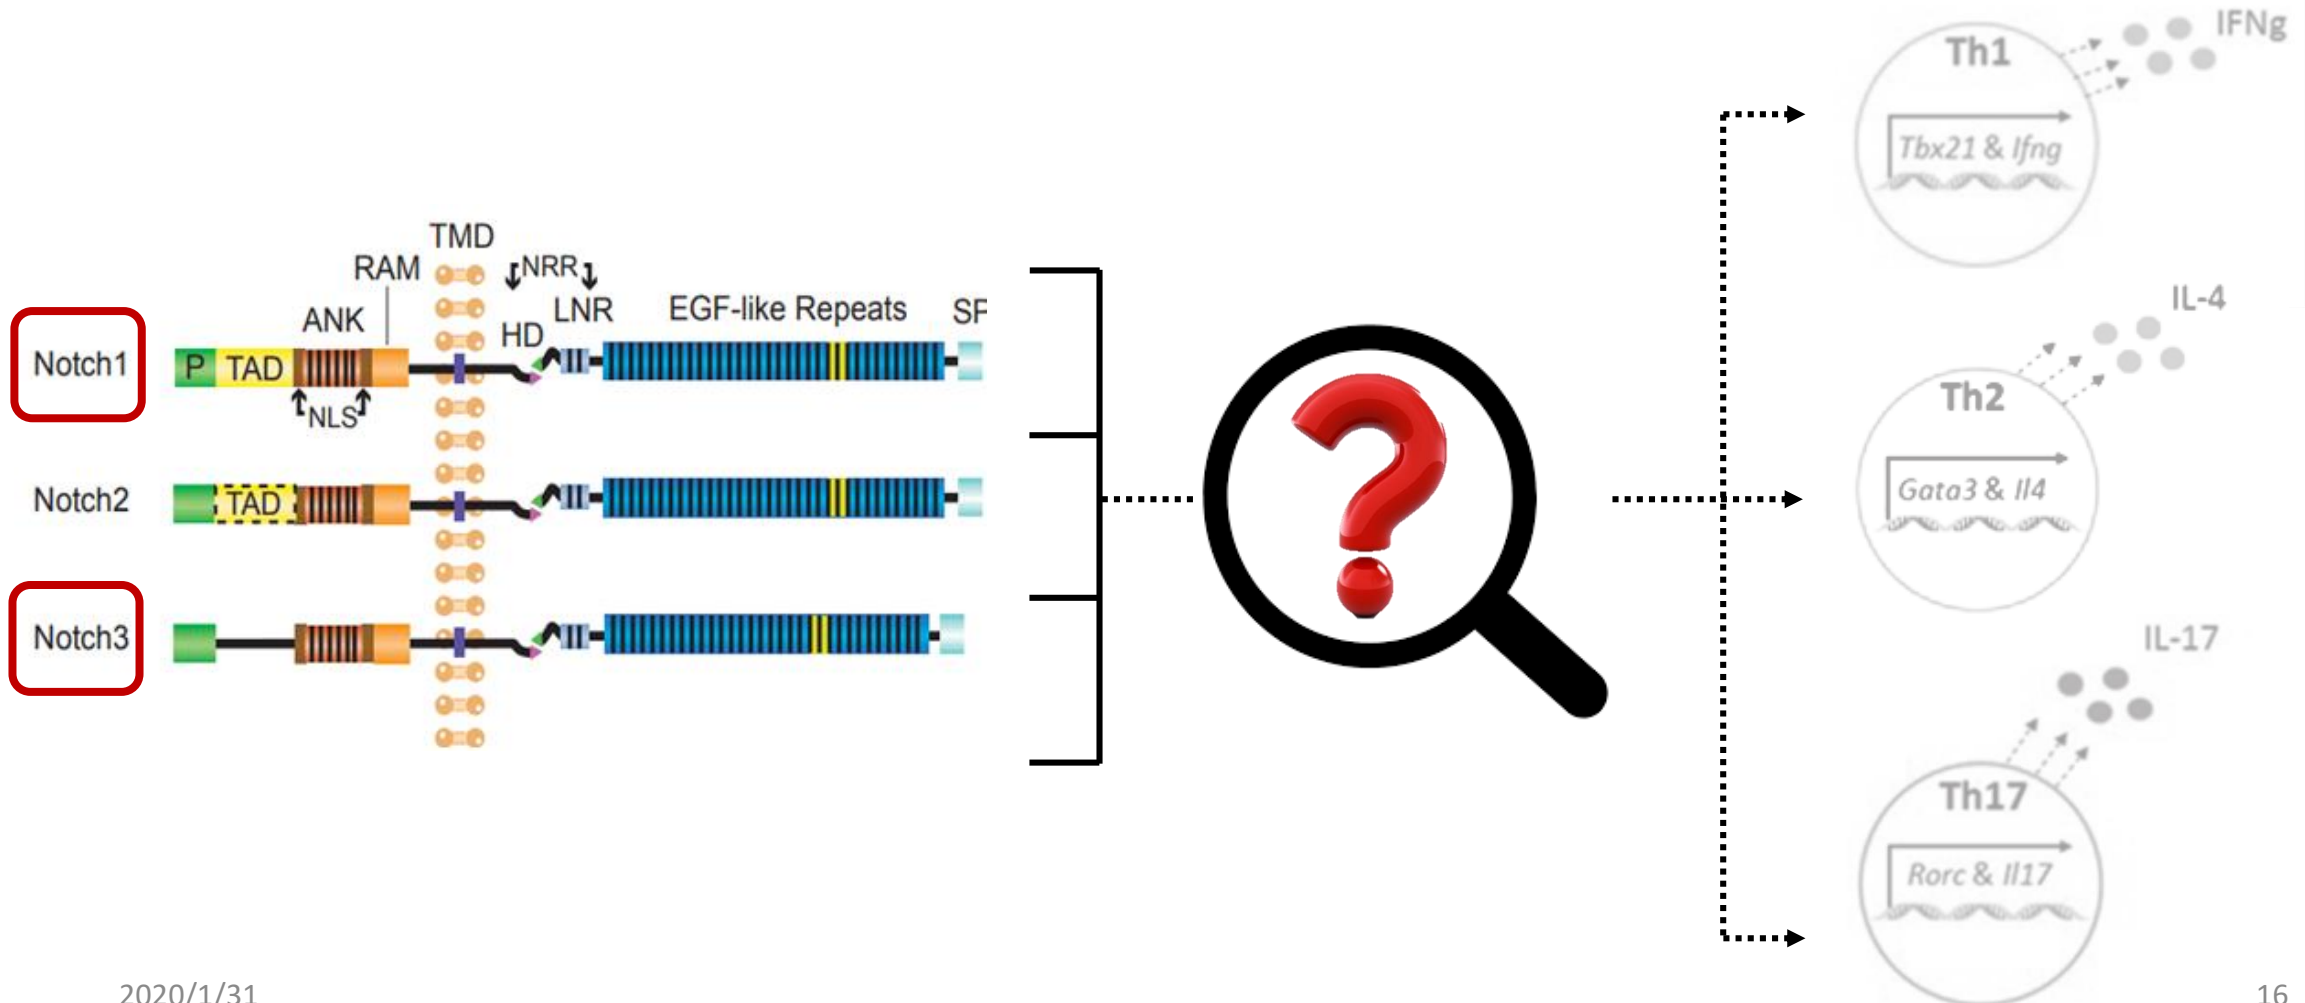 TMD
RAM
NRR
LNR
EGF-like Repeats
SP
ANK
HD
Notch1
P
TAD
NLS
Notch2
TAD
Notch3
Th1
IFNg
Tbx21 & Ifng
IL-4
Th2
Gata3 & Il4
IL-17
Th17
Rorc & Il17
2020/1/31
16